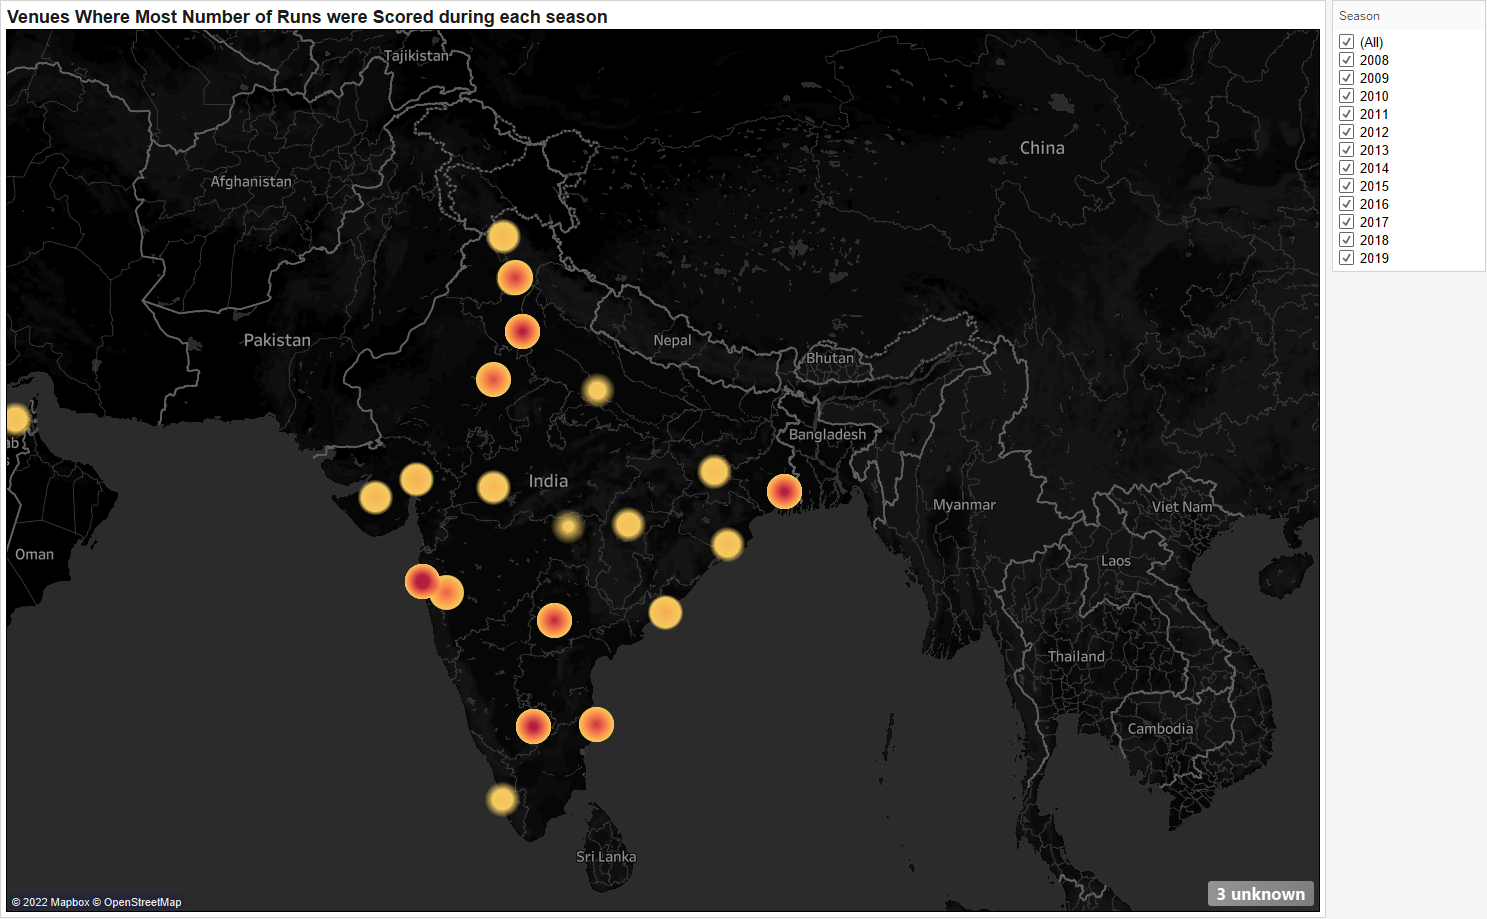 Venues Where Most Number of Runs were Scored during each season
Season
(All)
2008
2009
2010
2011
2012
2013
2014
2015
2016
2017
2018
2019
Tajikistan
China
Afghanistan
Pakistan
Nepal
Bhutan
Bangladesh
ab
s
India
Myanmar
Viet Nam
Oman
Laos
Thailand
Cambodia
Sri Lanka
3 unknown
© 2022 Mapbox © OpenStreetMap